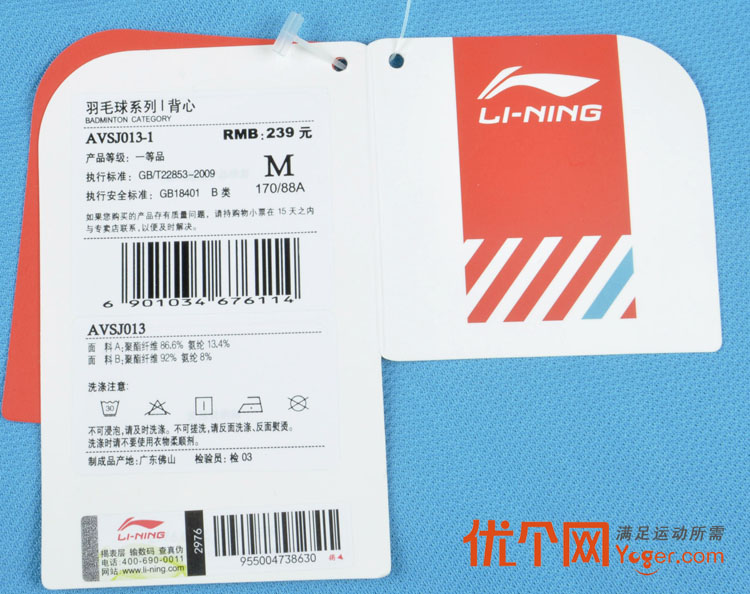 羽毛球系列 | 背心
BADMINTON CATEGORY
AVSJ013-1 RMB: 239 元
产品等级: 一等品
执行标准: GB/T22853-2009
M
执行安全标准: GB18401 B 类
170/88A
如果您购买的产品存有质量问题，请持购物小票在 15 天之内
与专卖店联系,以便及时解决。
6 901034 676114
AVSJ013
面 料 A:聚酯纤维 86.6% 氨纶 13.4%
面 料 B:聚酯纤维 92% 氨纶 8%
洗涤注意:
30
不可浸泡,请及时洗涤。不可搓洗,请反面洗涤、反面熨烫。
洗涤时请不要使用衣物柔顺剂。
制成品产地:广东佛山 检验员:检 03
LI-NING
揭表层 输数码 查真伪
电话:400-690-0011
www.li-ning.com
2976
955004738630
LI-NING
优个网 满足运动所需
Yoger.com